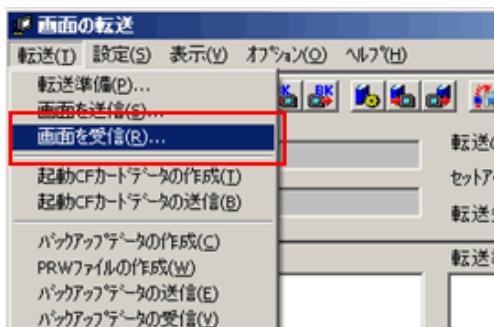 画面の転送
転送(T) 設定(S) 表示(V) オプション(O) ヘルプ(H)
転送準備(P)...
画面を送信(S)...
画面を受信(R)...
起動CFカードデータの作成(T)
起動CFカードデータの送信(B)
バックアップデータの作成(C)
PRWファイルの作成(W)
バックアップデータの送信(E)
バックアップデータの受信(V)
BK
転送の
セットア
転送
転送